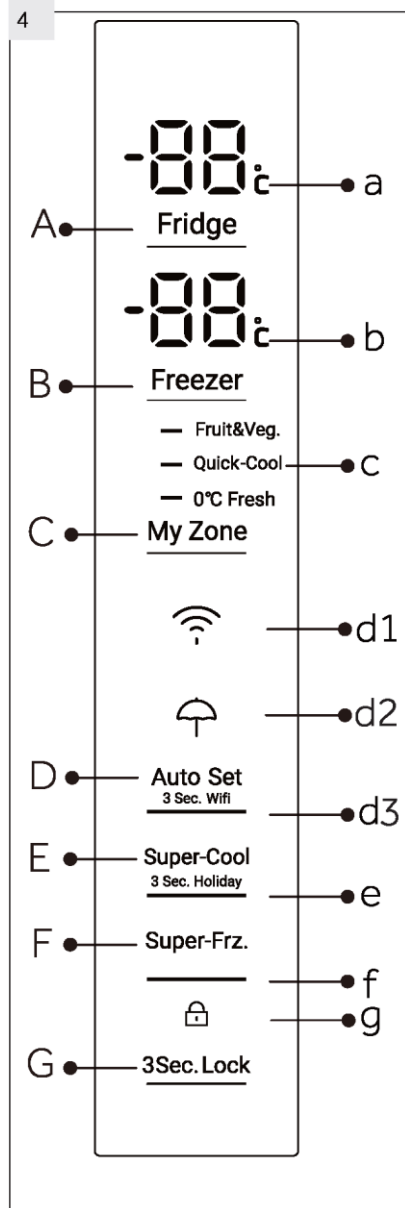 4
-88°c
a
A
Fridge
-88°c
b
B
Freezer
Fruit&Veg.
Quick-Cool
c
0°C Fresh
C
My Zone
d1
d2
D
Auto Set
3 Sec. Wifi
d3
E
Super-Cool
3 Sec. Holiday
e
F
Super-Frz.
f
g
G
3Sec. Lock